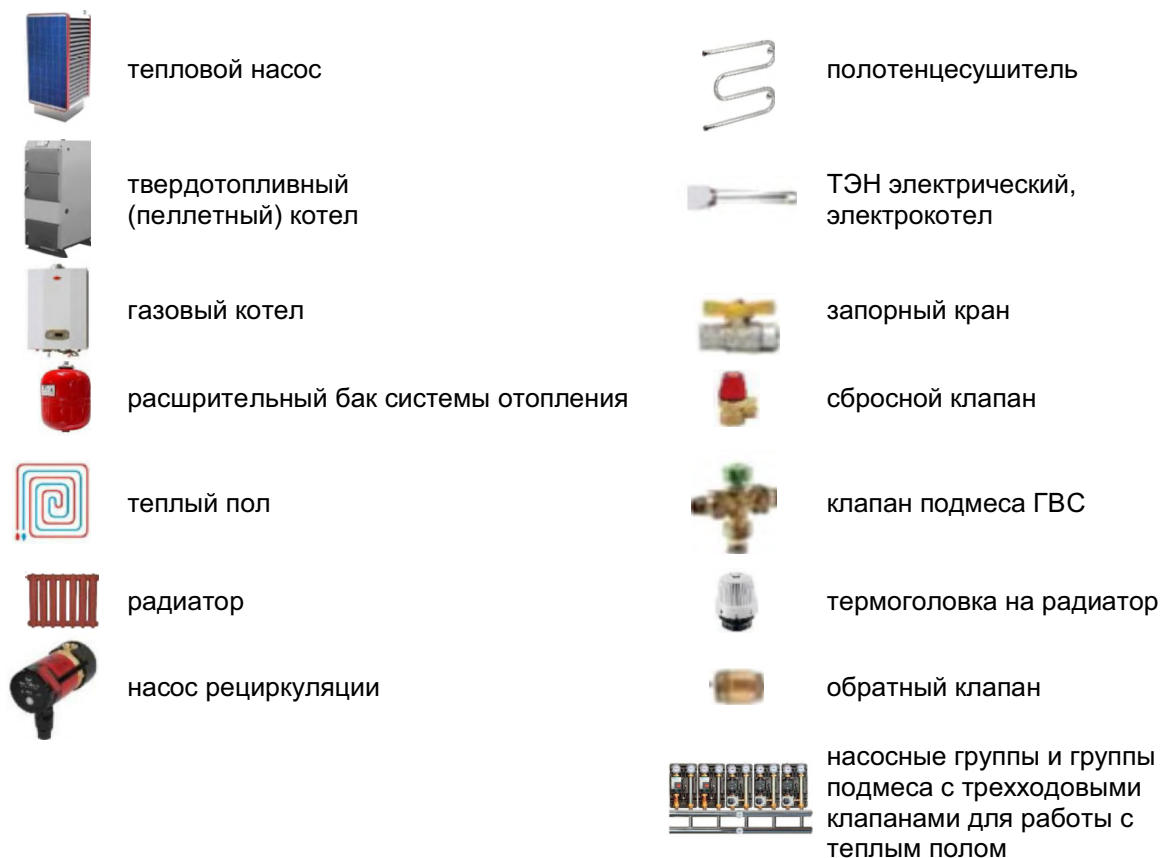 тепловой насос
твердотопливный
(пеллетный) котел
газовый котел
расшрительный бак системы отопления
теплый пол
радиатор
насос рециркуляции
полотенцесушитель
ТЭН электрический,
электрокотел
запорный кран
сбросной клапан
клапан подмеса ГВС
термоголовка на радиатор
обратный клапан
насосные группы и группы
подмеса с трехходовыми
клапанами для работы с
теплым полом